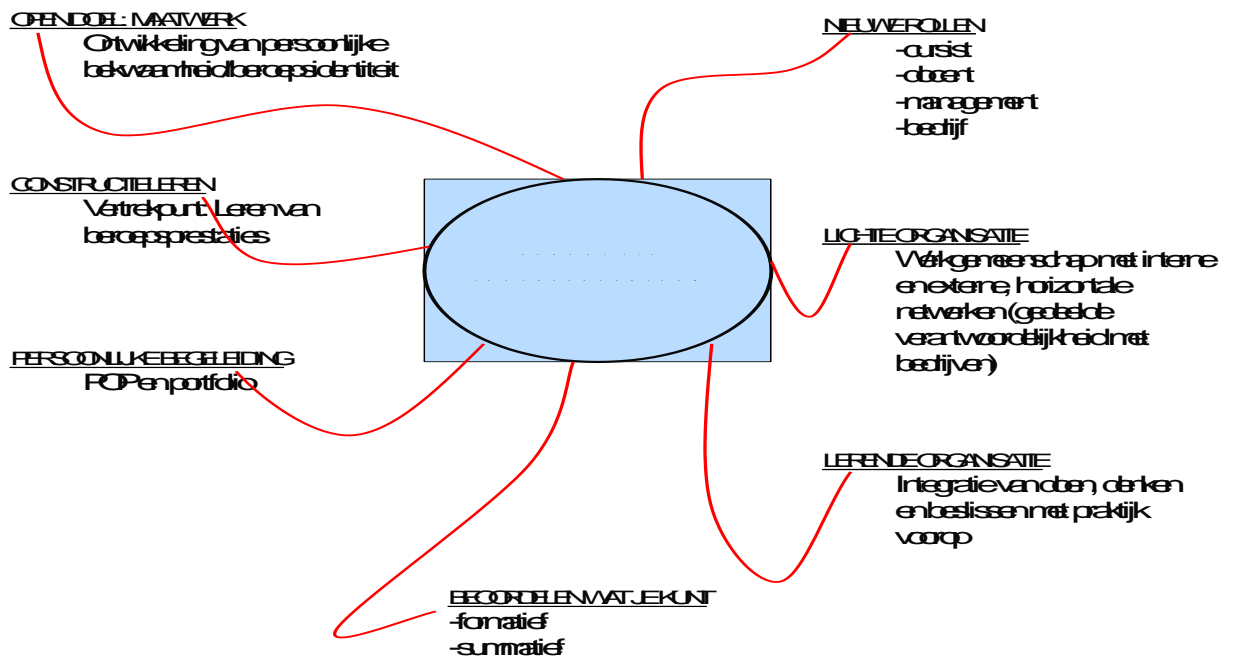 OPEN DOEL: MAATWERK
Ontwikkeling van persoonlijke
bekwaamheid/beroepsidentiteit
CONSTRUCTIE LEREN
Vertrekpunt: Leren van
beroepsprestaties
PERSOONLIJKE BEGELEIDING
POP en portfolio
BEOORDELEN WAT JE KUNT
-formatief
-summatief
NIEUWE ROLLEN
-cursist
-docent
-management
-bedrijf
LICHTE ORGANISATIE
Werkgemeenschap met interne
en externe, horizontale
netwerken (gedeelde
verantwoordelijkheid met
bedrijven)
LERENDE ORGANISATIE
Integratie van doen, denken
en beslissen met praktijk
voorop